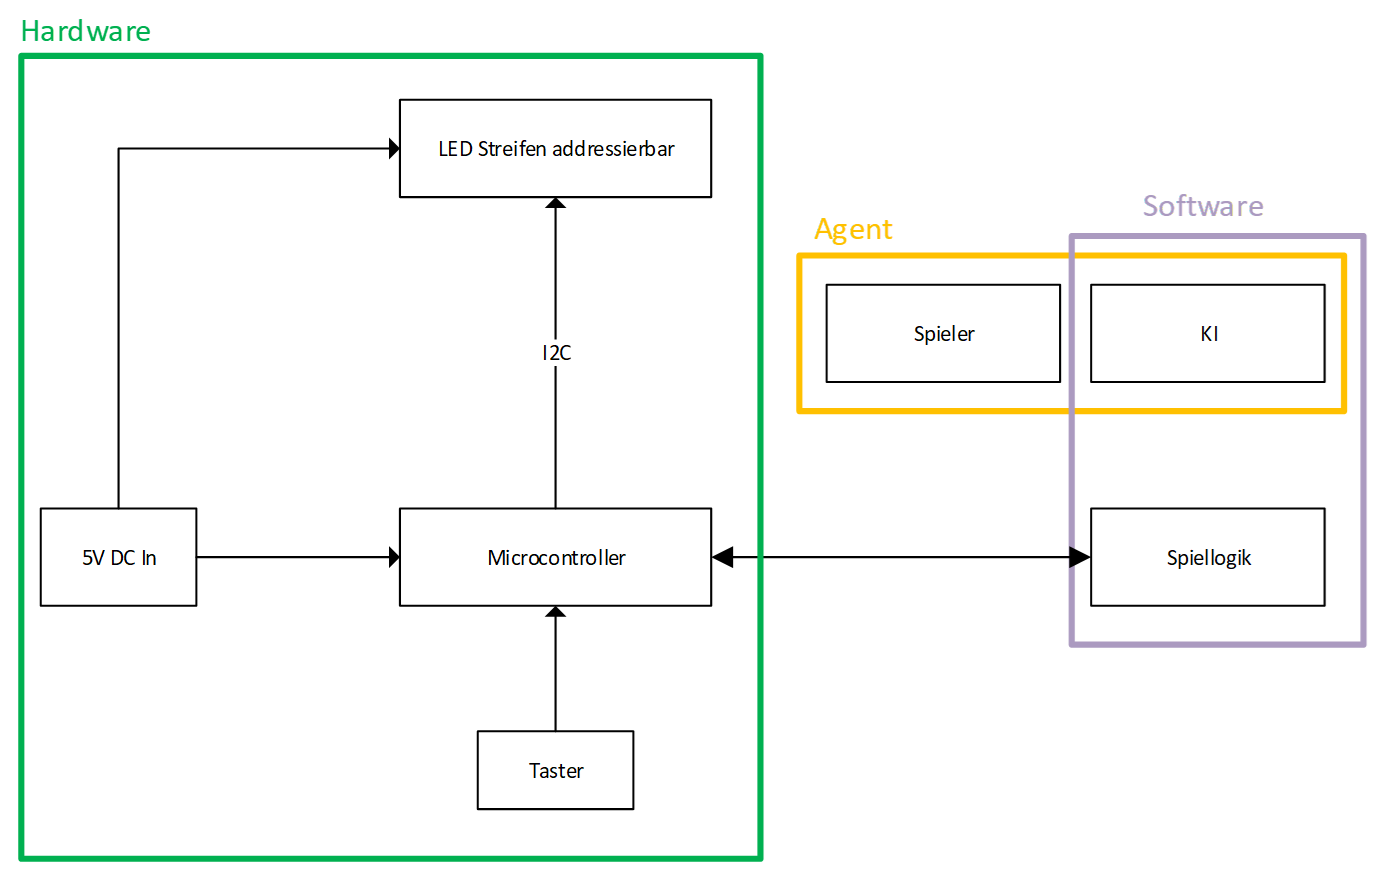 Hardware
LED Streifen addressierbar
Software
Agent
Spieler
KI
I2C
5V DC In
Microcontroller
Spiellogik
Taster